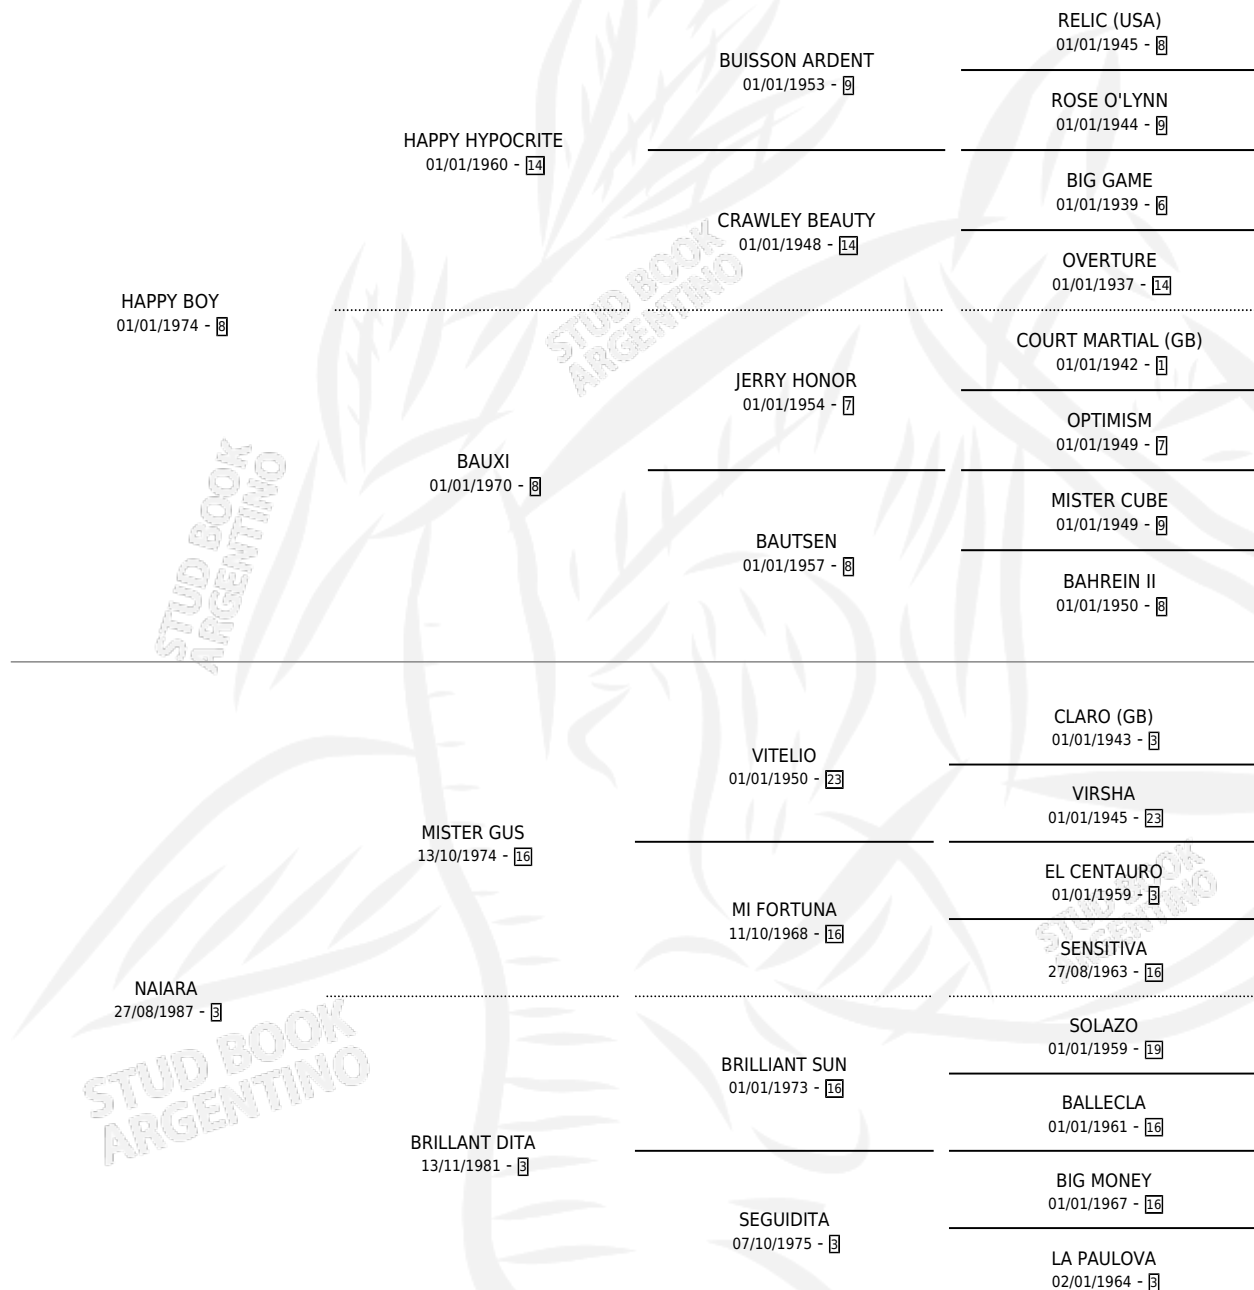 RELIC (USA)
01/01/1945 - 8
BUISSON ARDENT
01/01/1953 - 9
ROSE O'LYNN
01/01/1944 - 9
HAPPY HYPOCRITE
01/01/1960 - 14
BIG GAME
01/01/1939 - 6
CRAWLEY BEAUTY
01/01/1948 - 14
OVERTURE
01/01/1937 - 14
HAPPY BOY
01/01/1974 - 8
COURT MARTIAL (GB)
01/01/1942 - 1
JERRY HONOR
01/01/1954 - 7
OPTIMISM
01/01/1949 - 7
BAUXI
01/01/1970 - 8
MISTER CUBE
01/01/1949 - 9
BAUTSEN
01/01/1957 - 8
BAHREIN II
01/01/1950 - 8
CLARO (GB)
01/01/1943 - 3
VITELIO
01/01/1950 - 23
VIRSHA
01/01/1945 - 23
MISTER GUS
13/10/1974 - 16
EL CENTAURO
01/01/1959 - 3
MI FORTUNA
11/10/1968 - 16
SENSITIVA
27/08/1963 - 16
NAIARA
27/08/1987 - 3
SOLAZO
01/01/1959 - 19
BRILLIANT SUN
01/01/1973 - 16
BALLECLA
01/01/1961 - 16
BRILLANT DITA
13/11/1981 - 3
BIG MONEY
01/01/1967 - 16
SEGUIDITA
07/10/1975 - 3
LA PAULOVA
02/01/1964 - 3
STUD BOOK
ARGENTINO
STUD BOOK
ARGENTINO
STUD BOOK
ARGENTINO
STUD BOOK
ARGENTINO